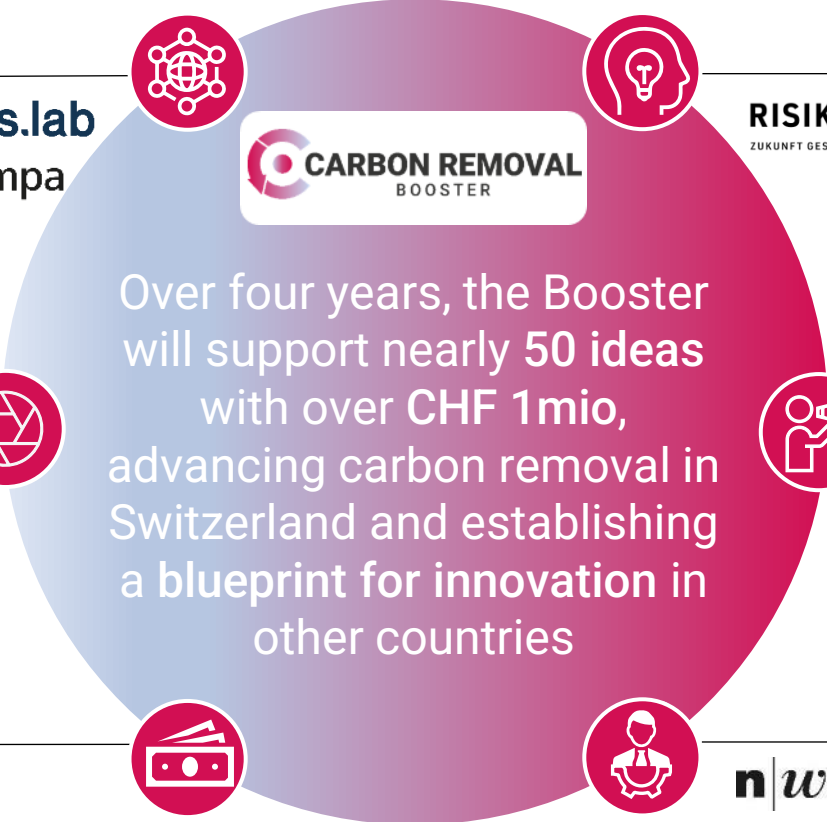 s.lab
mpa
RISIK
ZUKUNFT GES
CARBON REMOVAL
BOOSTER
Over four years, the Booster
will support nearly 50 ideas
with over CHF 1mio,
advancing carbon removal in
Switzerland and establishing
a blueprint for innovation in
other countries
n|w